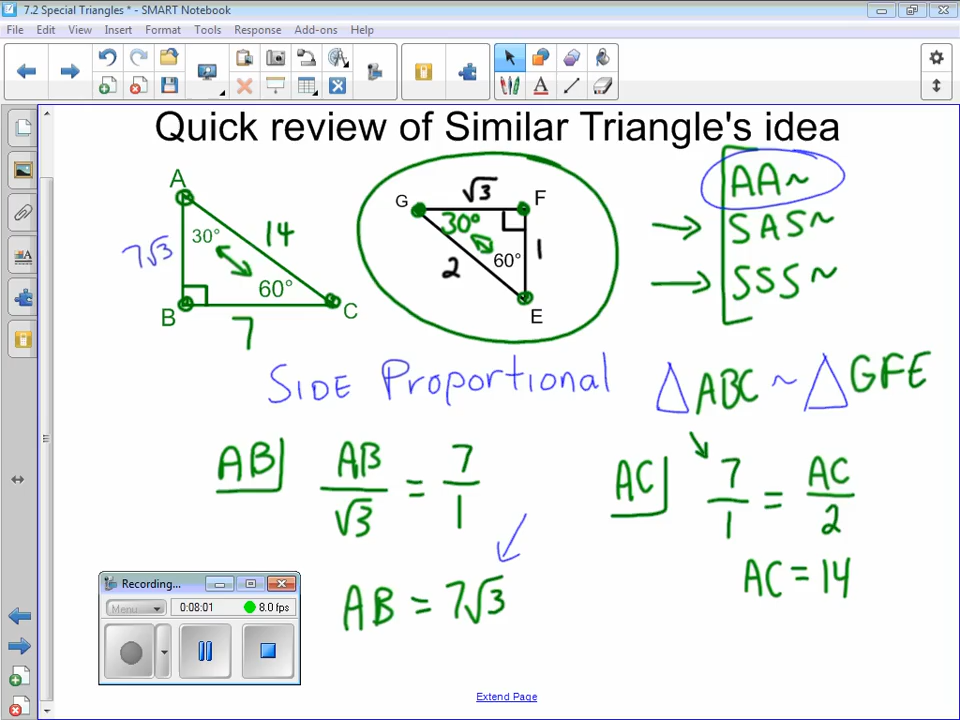 7.2 Special Triangles * - SMART Notebook
File Edit View Insert Format Tools Response Add-ons Help
Quick review of Similar Triangle's idea
A
30°
14
7√3
60°
B
7
C
G
√3
F
30°
60°
1
2
E
AA~
→ SAS~
→ SSS~
SIDE Proportional △ABC ~ △GFE
AB
AB/√3 = 7/1
AB = 7√3
AC
7/1 = AC/2
AC = 14
Recording...
Menu 0:08:01 8.0 fps
Extend Page